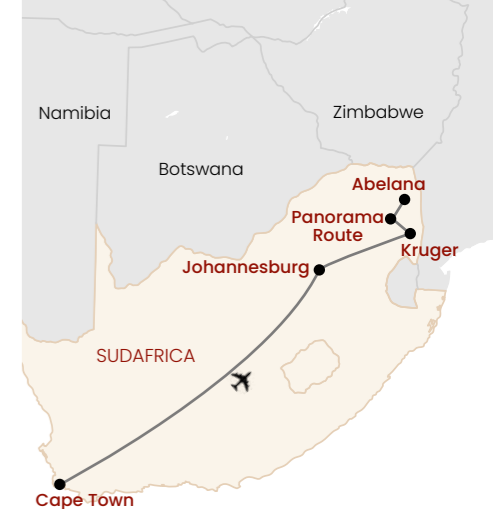 Namibia
Zimbabwe
Botswana
Abelana
Panorama
Route
Kruger
Johannesburg
SUDAFRICA
Cape Town